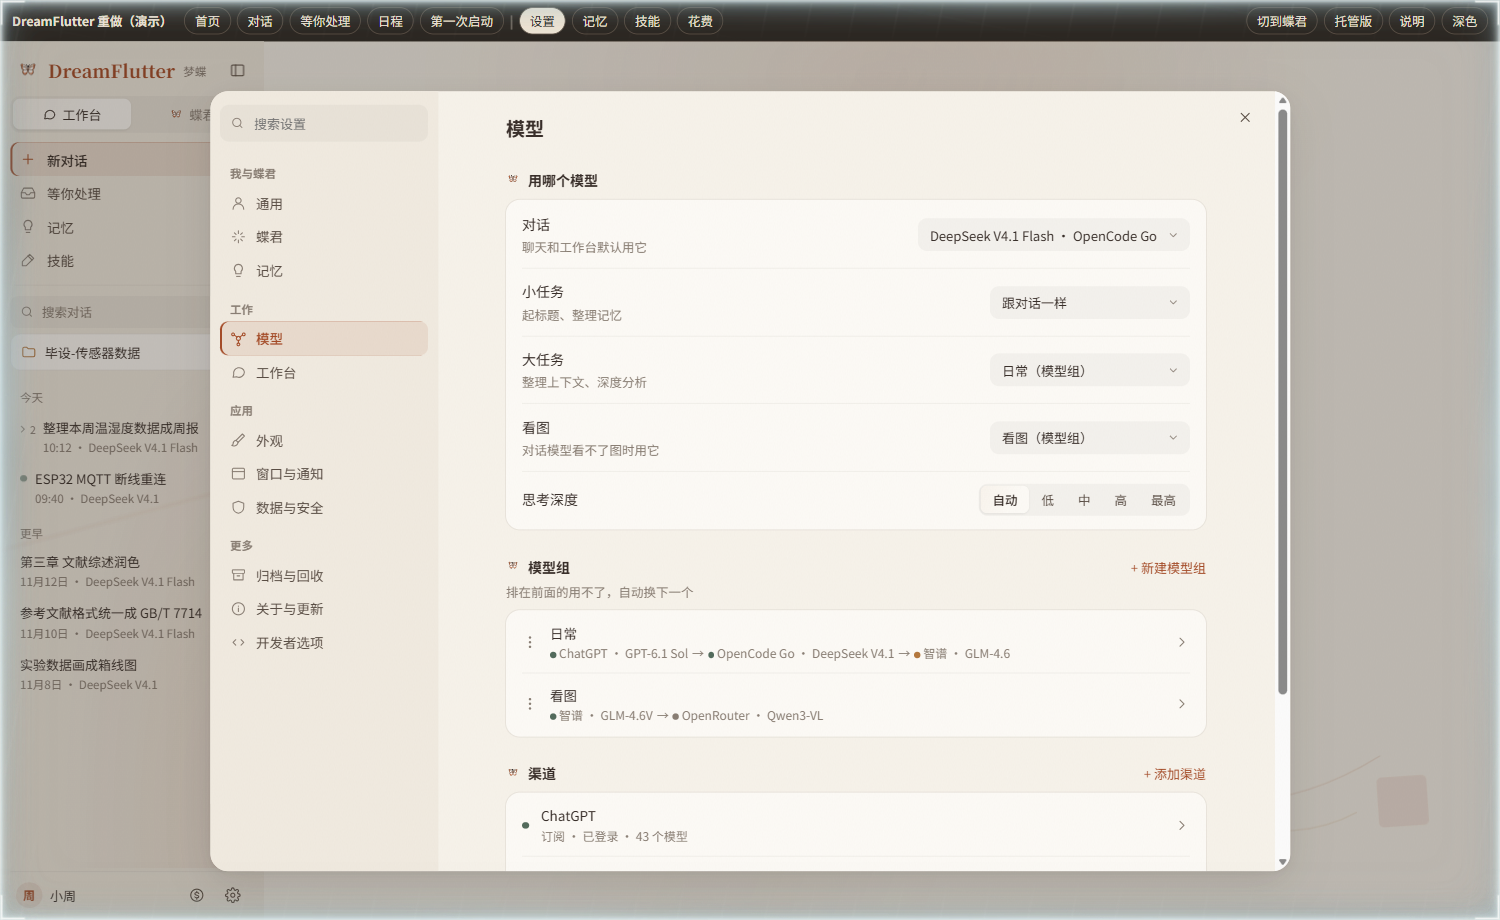 DreamFlutter 重做（演示） 首页 对话 等你处理 日程 第一次启动 设置 记忆 技能 花费 切到蝶君 托管版 说明 深色
DreamFlutter 梦蝶
工作台
新对话
等你处理
记忆
技能
搜索对话
毕设-传感器数据
今天
2 整理本周温湿度数据成周报
10:12 • DeepSeek V4.1 Flash
ESP32 MQTT 断线重连
09:40 • DeepSeek V4.1
更早
第三章 文献综述润色
11月12日 • DeepSeek V4.1 Flash
参考文献格式统一成 GB/T 7714
11月10日 • DeepSeek V4.1 Flash
实验数据画成箱线图
11月8日 • DeepSeek V4.1
周 小周
搜索设置
我与蝶君
通用
蝶君
记忆
工作
模型
工作台
应用
外观
窗口与通知
数据与安全
更多
归档与回收
关于与更新
开发者选项
模型
用哪个模型
对话
聊天和工作台默认用它
DeepSeek V4.1 Flash • OpenCode Go
小任务
起标题、整理记忆
跟对话一样
大任务
整理上下文、深度分析
日常（模型组）
看图
对话模型看不了图时用它
看图（模型组）
思考深度
自动 低 中 高 最高
模型组
+ 新建模型组
排在前面的用不了，自动换下一个
日常
ChatGPT • GPT-6.1 Sol → OpenCode Go • DeepSeek V4.1 → 智谱 • GLM-4.6
看图
智谱 • GLM-4.6V → OpenRouter • Qwen3-VL
渠道
+ 添加渠道
ChatGPT
订阅 • 已登录 • 43 个模型